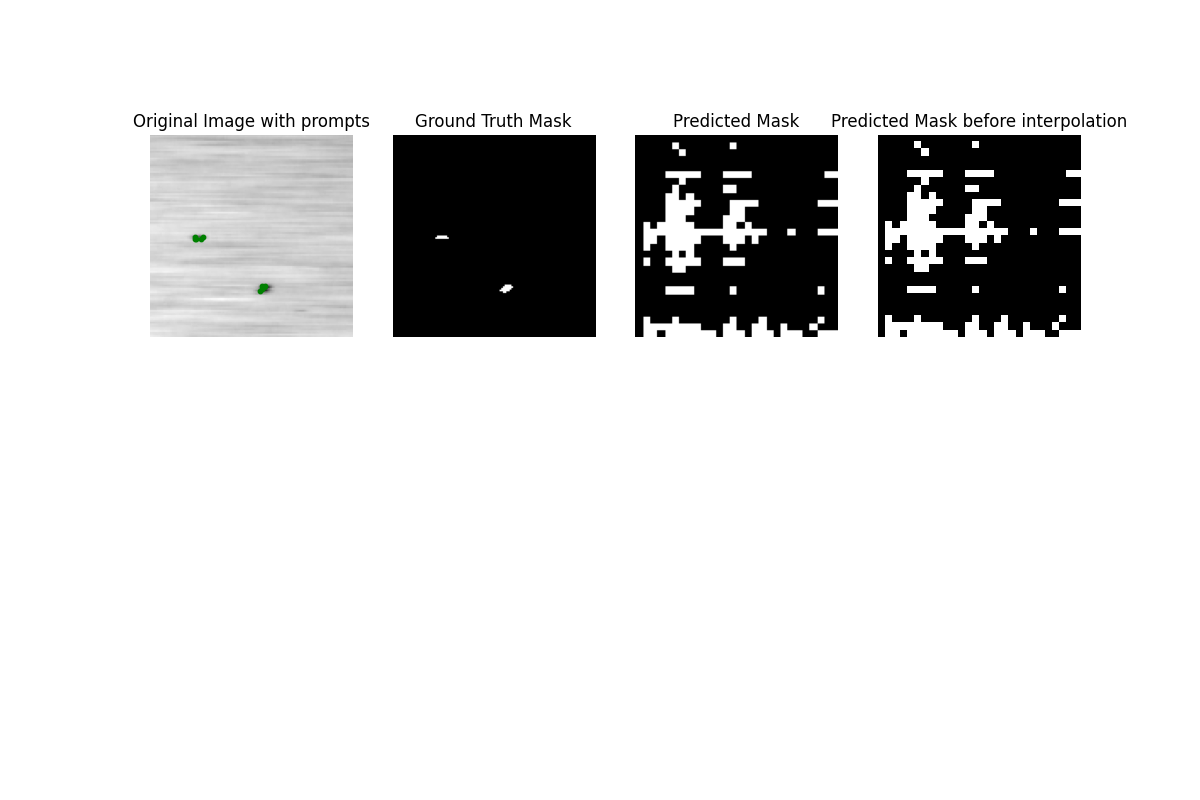 Original Image with prompts
Ground Truth Mask
Predicted Mask
Predicted Mask before interpolation